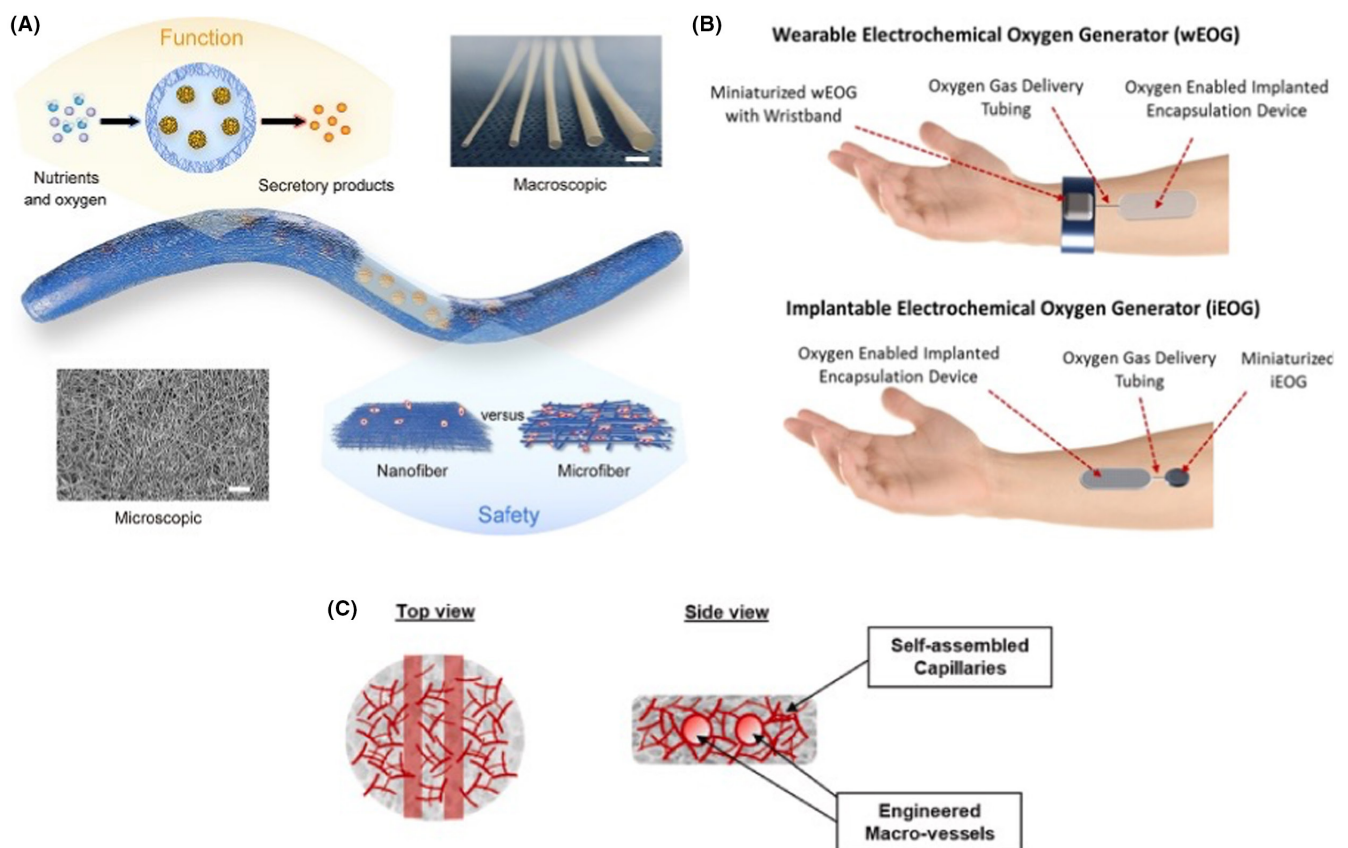 (A)
Function
Nutrients
and oxygen
Secretory products
Macroscopic
Microscopic
versus
Nanofiber
Microfiber
Safety
(B)
Wearable Electrochemical Oxygen Generator (wEOG)
Miniaturized wEOG
with Wristband
Oxygen Gas Delivery
Tubing
Oxygen Enabled Implanted
Encapsulation Device
Implantable Electrochemical Oxygen Generator (iEOG)
Oxygen Enabled Implanted
Encapsulation Device
Oxygen Gas Delivery
Tubing
Miniaturized
iEOG
(C)
Top view
Side view
Self-assembled
Capillaries
Engineered
Macro-vessels